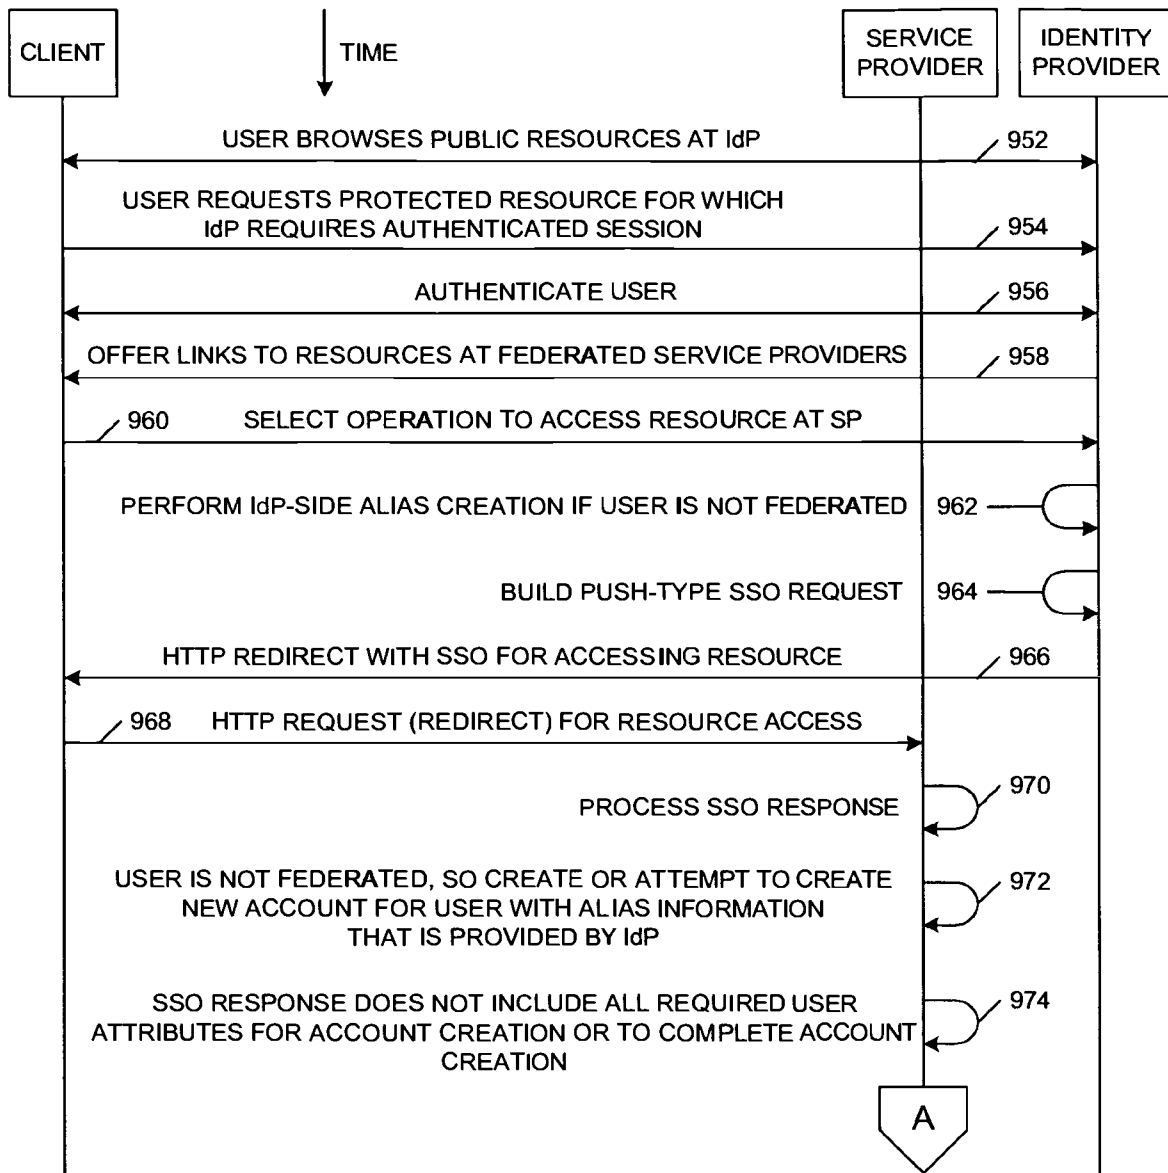 CLIENT
TIME
SERVICE
PROVIDER
IDENTITY
PROVIDER
USER BROWSES PUBLIC RESOURCES AT IdP
952
USER REQUESTS PROTECTED RESOURCE FOR WHICH
IdP REQUIRES AUTHENTICATED SESSION
954
AUTHENTICATE USER
956
OFFER LINKS TO RESOURCES AT FEDERATED SERVICE PROVIDERS
958
960
SELECT OPERATION TO ACCESS RESOURCE AT SP
PERFORM IdP-SIDE ALIAS CREATION IF USER IS NOT FEDERATED
962
BUILD PUSH-TYPE SSO REQUEST
964
HTTP REDIRECT WITH SSO FOR ACCESSING RESOURCE
966
968
HTTP REQUEST (REDIRECT) FOR RESOURCE ACCESS
PROCESS SSO RESPONSE
970
USER IS NOT FEDERATED, SO CREATE OR ATTEMPT TO CREATE
NEW ACCOUNT FOR USER WITH ALIAS INFORMATION
THAT IS PROVIDED BY IdP
972
SSO RESPONSE DOES NOT INCLUDE ALL REQUIRED USER
ATTRIBUTES FOR ACCOUNT CREATION OR TO COMPLETE ACCOUNT
CREATION
974
A